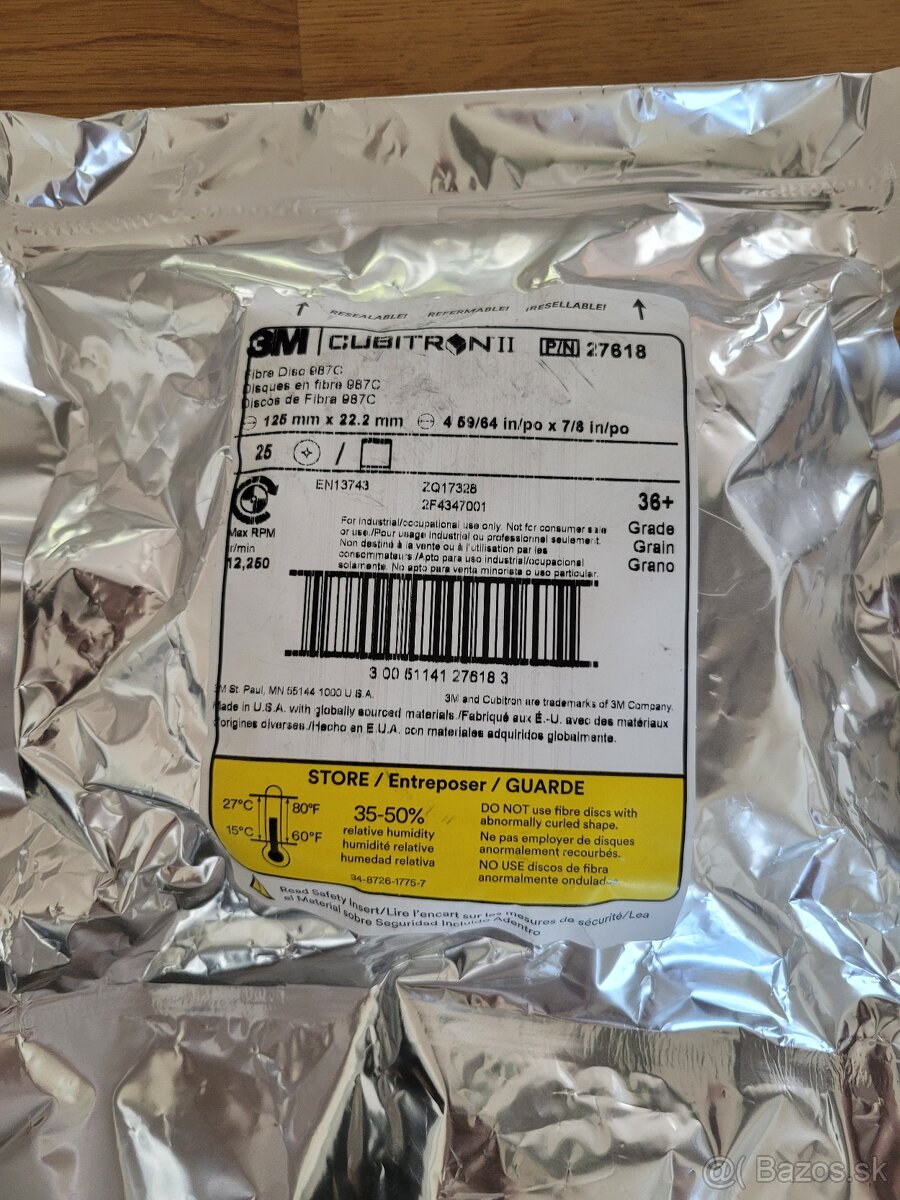 RESEALABLE! REFERMABLE! ¡RESELLABLE!
3M | CUBITRON II P/N 27618
Fibre Disc 987C
Disques en fibre 987C
Discos de Fibra 987C
125 mm x 22.2 mm 4 59/64 in/po x 7/8 in/po
25 /
EN13743 ZQ17328
2F4347001
36+
Grade
Grain
Grano
Max RPM
r/min
12,250
For industrial/occupational use only. Not for consumer sale
or use./Pour usage industriel ou professionnel seulement.
Non destiné à la vente ou à l'utilisation par les
consommateurs./Apto para uso industrial/ocupacional
solamente. No apto para venta minorista o uso particular.
3 00 51141 27618 3
3M St. Paul, MN 55144 1000 U.S.A. 3M and Cubitron are trademarks of 3M Company.
Made in U.S.A. with globally sourced materials./Fabriqué aux É.-U. avec des matériaux
d'origines diverses./Hecho en E.U.A. con materiales adquiridos globalmente.
STORE / Entreposer / GUARDE
27°C 80°F
15°C 60°F
35-50%
relative humidity
humidité relative
humedad relativa
34-8726-1775-7
DO NOT use fibre discs with
abnormally curled shape.
Ne pas employer de disques
anormalement recourbés.
NO USE discos de fibra
anormalmente ondulados.
Read Safety Insert/Lire l'encart sur les mesures de sécurité/Lea
el Material sobre Seguridad Incluido Adentro
@( Bazos.sk